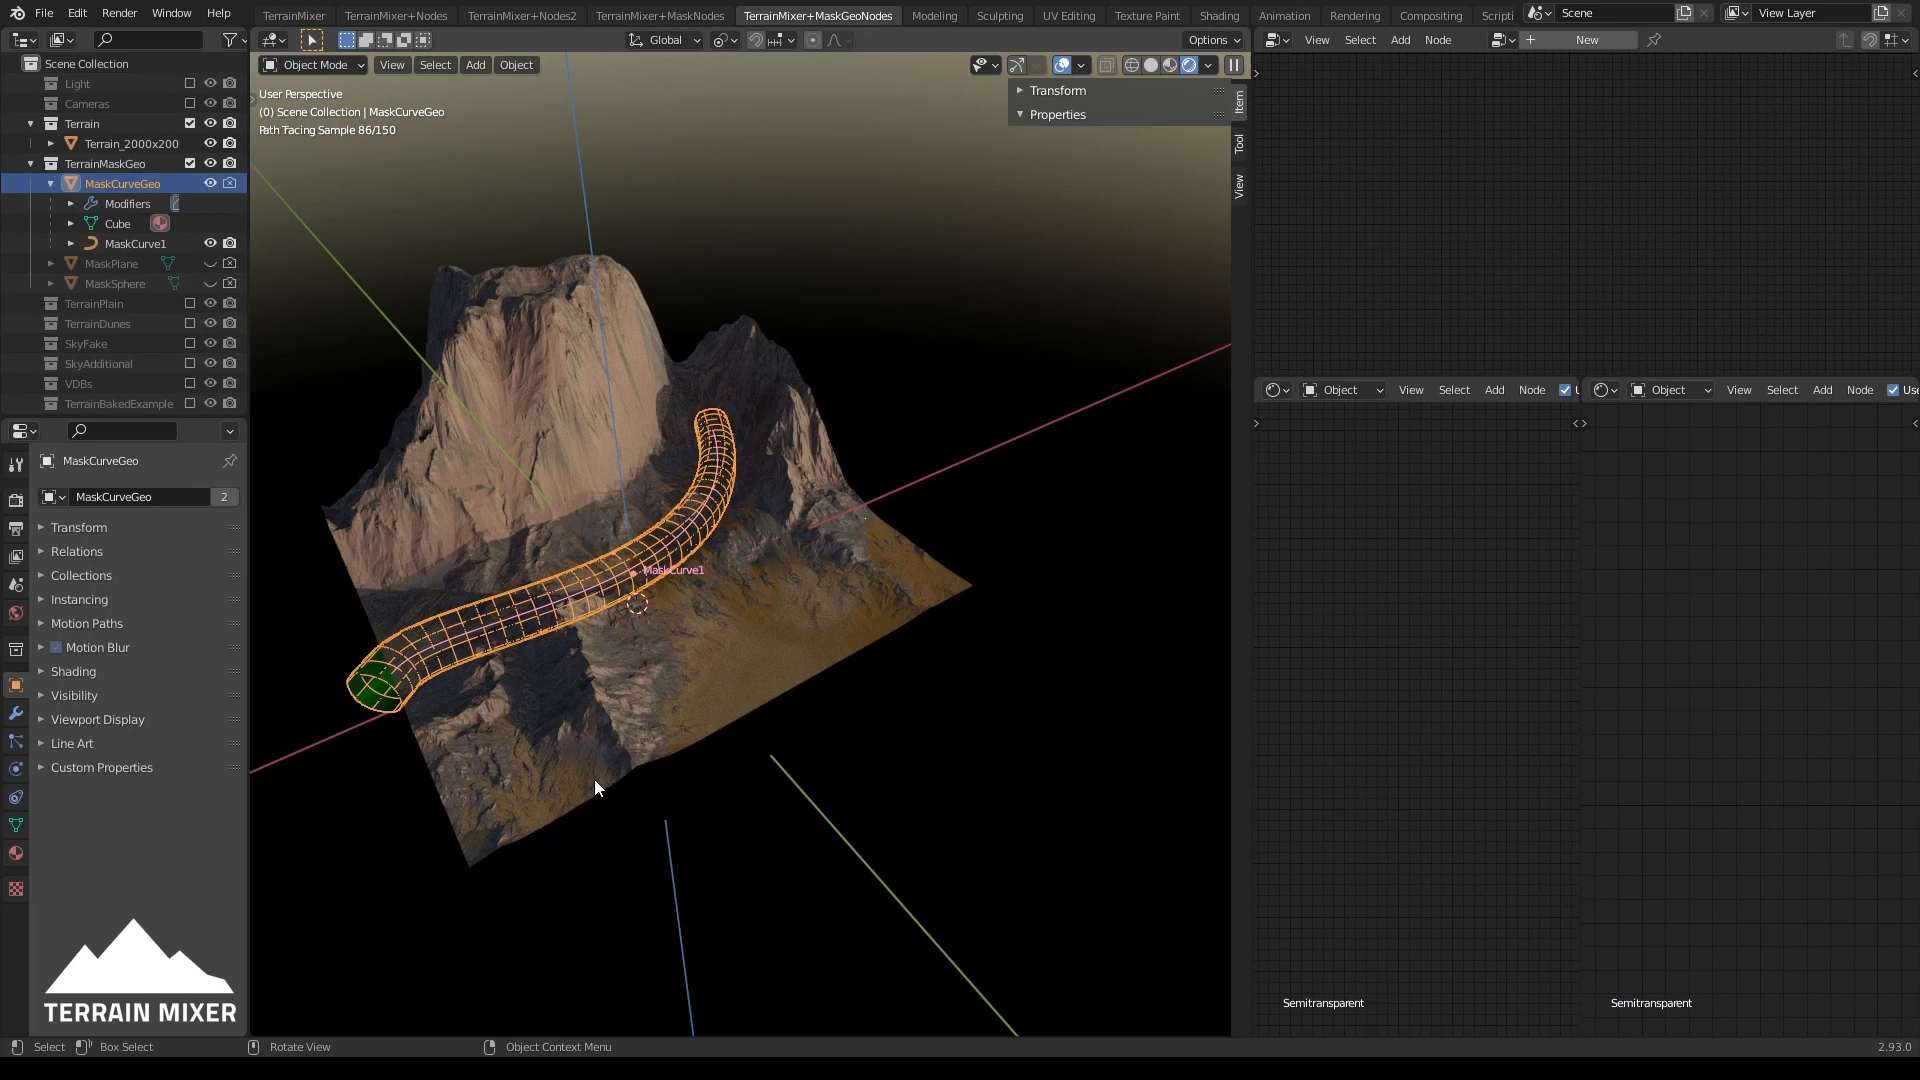 File Edit Render Window Help
TerrainMixer TerrainMixer+Nodes TerrainMixer+Nodes2 TerrainMixer+MaskNodes TerrainMixer+MaskGeoNodes Modeling Sculpting UV Editing Texture Paint Shading Animation Rendering Compositing Scripti
Scene
View Layer
Global
Options
View Select Add Node
New
Scene Collection
Light
Cameras
Terrain
Terrain_2000x200
TerrainMaskGeo
MaskCurveGeo
Modifiers
Cube
MaskCurve1
MaskPlane
MaskSphere
TerrainPlain
TerrainDunes
SkyFake
SkyAdditional
VDBs
TerrainBakedExample
Object Mode View Select Add Object
User Perspective
(0) Scene Collection | MaskCurveGeo
Path Tacing Sample 86/150
Transform
Properties
Item
Tool
View
MaskCurve1
MaskCurveGeo
MaskCurveGeo 2
Transform
Relations
Collections
Instancing
Motion Paths
Motion Blur
Shading
Visibility
Viewport Display
Line Art
Custom Properties
TERRAIN MIXER
Object View Select Add Node
Object View Select Add Node Use
Semitransparent
Semitransparent
Select Box Select Rotate View Object Context Menu 2.93.0